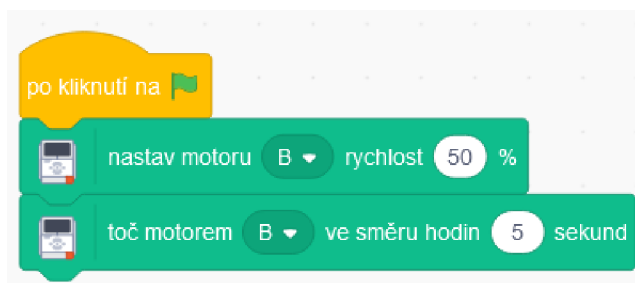 po kliknutí na
nastav motoru B rychlost 50 %
toč motorem B ve směru hodin 5 sekund